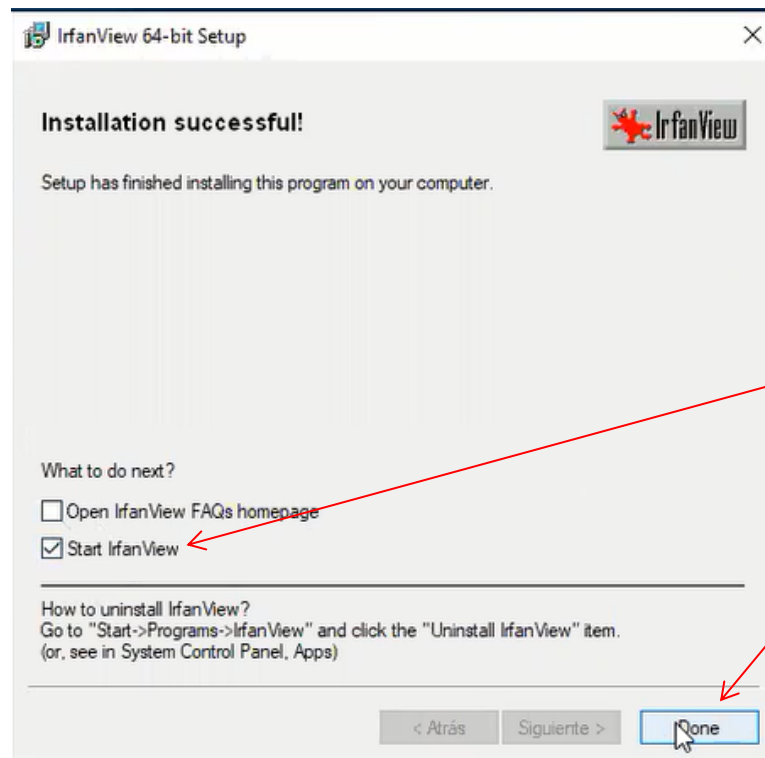 IrfanView 64-bit Setup
Installation successful!
IrfanView
Setup has finished installing this program on your computer.
What to do next?
Open IrfanView FAQs homepage
Start IrfanView
How to uninstall IrfanView?
Go to "Start->Programs->IrfanView" and click the "Uninstall IrfanView" item.
(or, see in System Control Panel, Apps)
< Atrás Siguiente > Done